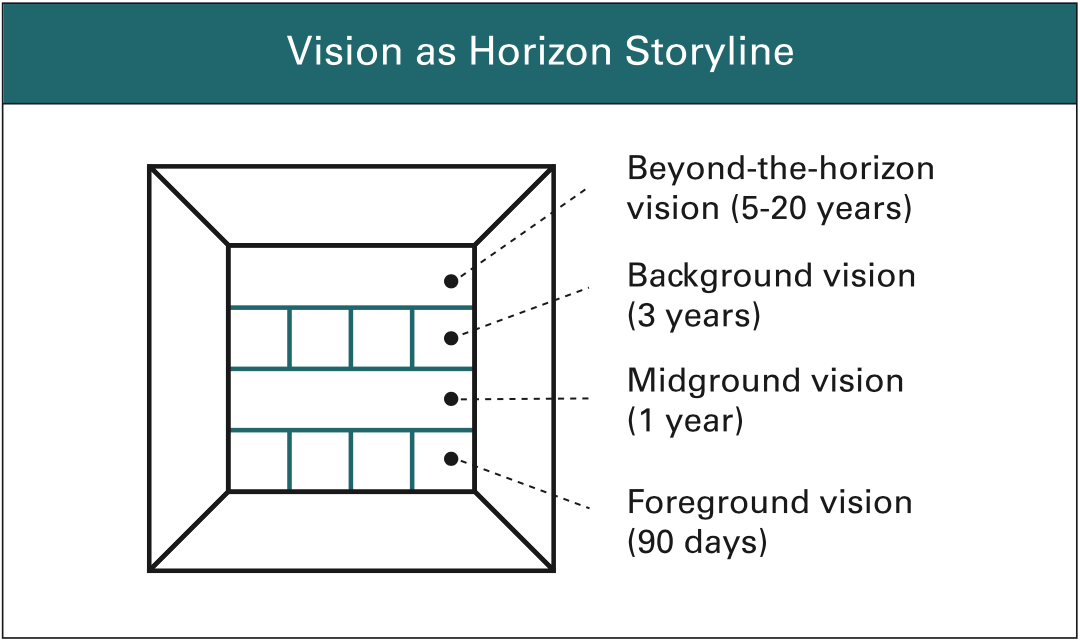 Vision as Horizon Storyline
Beyond-the-horizon
vision (5-20 years)
Background vision
(3 years)
Midground vision
(1 year)
Foreground vision
(90 days)